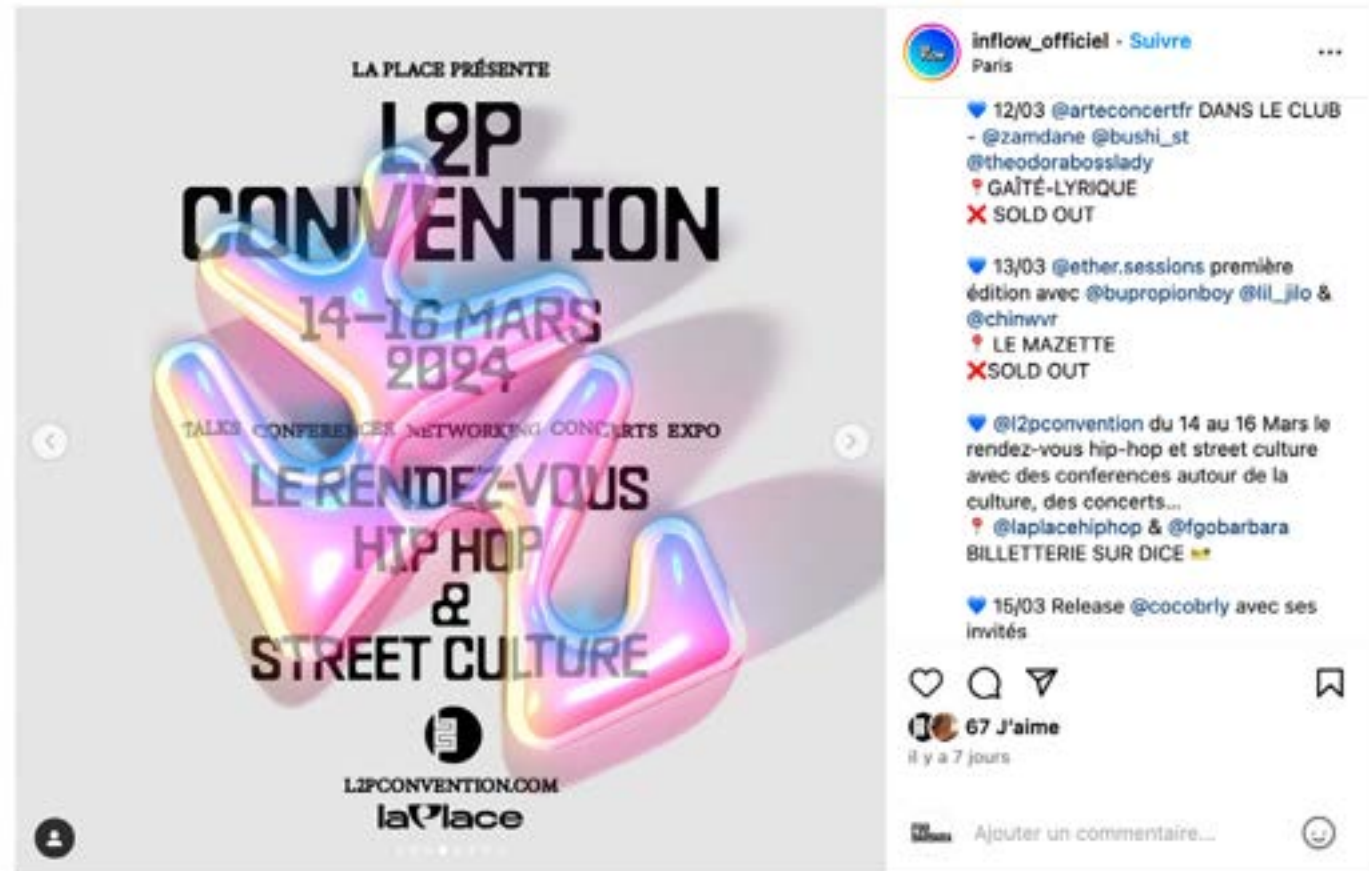 LA PLACE PRÉSENTE
L2P
CONVENTION
14–16 MARS
2024
TALKS CONFERENCES NETWORKING CONCERTS EXPO
LE RENDEZ-VOUS
HIP HOP
&
STREET CULTURE
L2PCONVENTION.COM
laPlace
inflow_officiel · Suivre
Paris
12/03 @arteconcertfr DANS LE CLUB
- @zamdane @bushi_st
@theodorabosslady
GAÎTÉ-LYRIQUE
SOLD OUT
13/03 @ether.sessions première
édition avec @bupropionboy @lil_jilo &
@chinwvr
LE MAZETTE
SOLD OUT
@l2pconvention du 14 au 16 Mars le
rendez-vous hip-hop et street culture
avec des conferences autour de la
culture, des concerts...
@laplacehiphop & @fgobarbara
BILLETTERIE SUR DICE
15/03 Release @cocobrly avec ses
invités
67 J'aime
il y a 7 jours
Ajouter un commentaire...